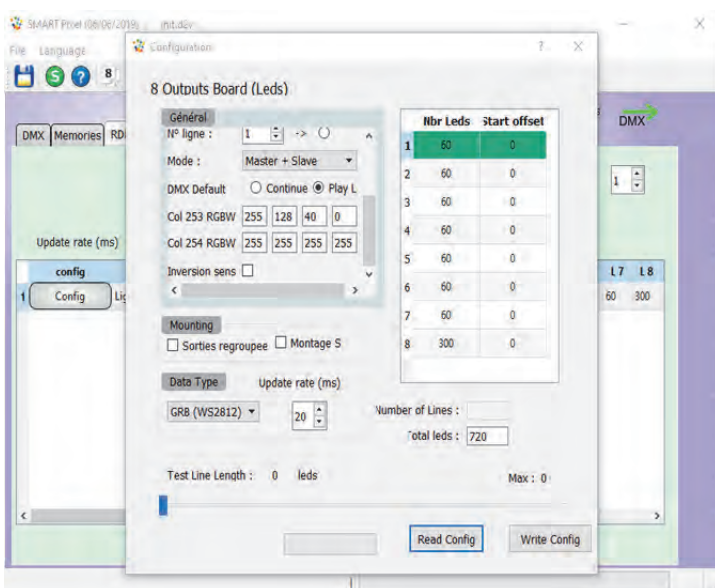 SMART Pixel (06/06/2019) init.dev
File Language
Configuration ? X
8
8 Outputs Board (Leds)
DMX
DMX Memories RD
Général
N° ligne : 1 -> 
Mode : Master + Slave
DMX Default Continue Play L
Col 253 RGBW 255 128 40 0
Col 254 RGBW 255 255 255 255
Inversion sens
Nbr Leds Start offset
1 60 0
2 60 0
3 60 0
4 60 0
5 60 0
6 60 0
7 60 0
8 300 0
1
Update rate (ms)
config
1 Config Lig
L 7 L 8
60 300
Mounting
Sorties regroupee Montage S
Data Type Update rate (ms)
GRB (WS2812) 20
Number of Lines :
Total leds : 720
Test Line Length : 0 leds Max : 0
Read Config Write Config